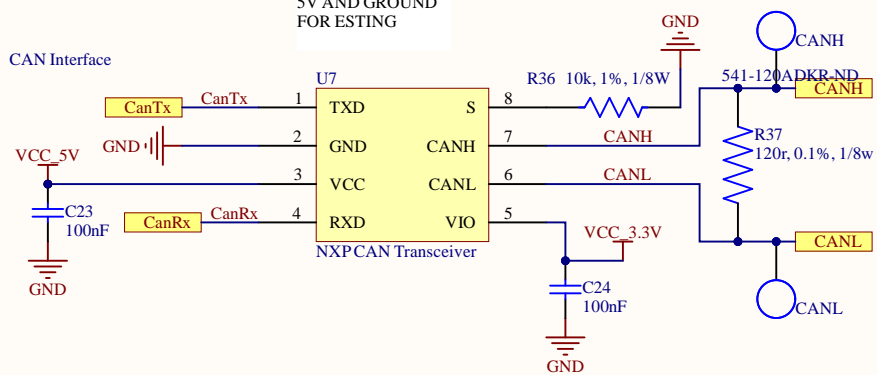 5V AND GROUND
FOR ESTING
CAN Interface
GND
CANH
U7
R36 10k, 1%, 1/8W
541-120ADKR-ND
CanTx
CanTx
1
TXD
S
8
CANH
GND
2
GND
CANH
7
CANH
R37
120r, 0.1%, 1/8w
VCC_5V
3
VCC
CANL
6
CANL
C23
100nF
CanRx
CanRx
4
RXD
VIO
5
VCC_3.3V
CANL
NXP CAN Transceiver
GND
C24
100nF
CANL
GND